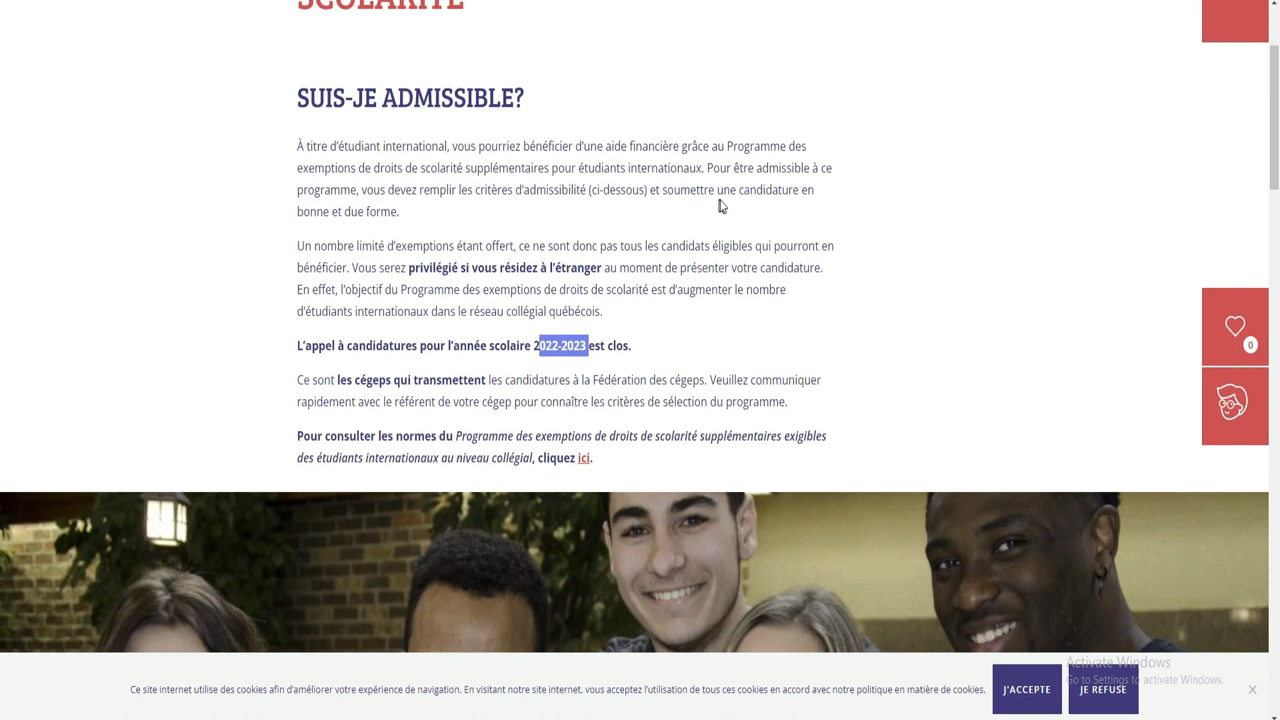 SCOLARITÉ
SUIS-JE ADMISSIBLE?
À titre d'étudiant international, vous pourriez bénéficier d'une aide financière grâce au Programme des
exemptions de droits de scolarité supplémentaires pour étudiants internationaux. Pour être admissible à ce
programme, vous devez remplir les critères d'admissibilité (ci-dessous) et soumettre une candidature en
bonne et due forme.
Un nombre limité d'exemptions étant offert, ce ne sont donc pas tous les candidats éligibles qui pourront en
bénéficier. Vous serez privilégié si vous résidez à l'étranger au moment de présenter votre candidature.
En effet, l'objectif du Programme des exemptions de droits de scolarité est d'augmenter le nombre
d'étudiants internationaux dans le réseau collégial québécois.
L'appel à candidatures pour l'année scolaire 2022-2023 est clos.
Ce sont les cégeps qui transmettent les candidatures à la Fédération des cégeps. Veuillez communiquer
rapidement avec le référent de votre cégep pour connaître les critères de sélection du programme.
Pour consulter les normes du Programme des exemptions de droits de scolarité supplémentaires exigibles
des étudiants internationaux au niveau collégial, cliquez ici.
0
Ce site internet utilise des cookies afin d'améliorer votre expérience de navigation. En visitant notre site internet, vous acceptez l'utilisation de tous ces cookies en accord avec notre politique en matière de cookies.
J'ACCEPTE
JE REFUSE
Activate Windows
Go to Settings to activate Windows.